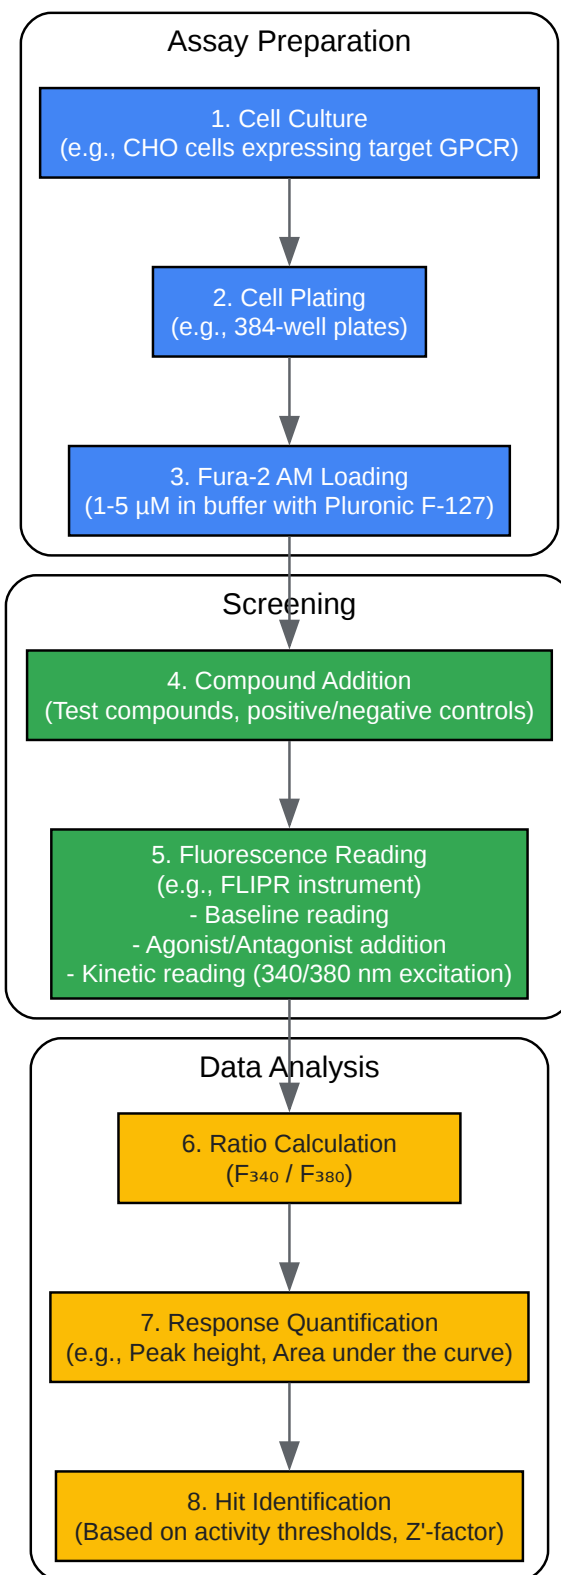 Assay Preparation
1. Cell Culture
(e.g., CHO cells expressing target GPCR)
2. Cell Plating
(e.g., 384-well plates)
3. Fura-2 AM Loading
(1-5 µM in buffer with Pluronic F-127)
Screening
4. Compound Addition
(Test compounds, positive/negative controls)
5. Fluorescence Reading
(e.g., FLIPR instrument)
- Baseline reading
- Agonist/Antagonist addition
- Kinetic reading (340/380 nm excitation)
Data Analysis
6. Ratio Calculation
(F₃₄₀ / F₃₈₀)
7. Response Quantification
(e.g., Peak height, Area under the curve)
8. Hit Identification
(Based on activity thresholds, Z'-factor)